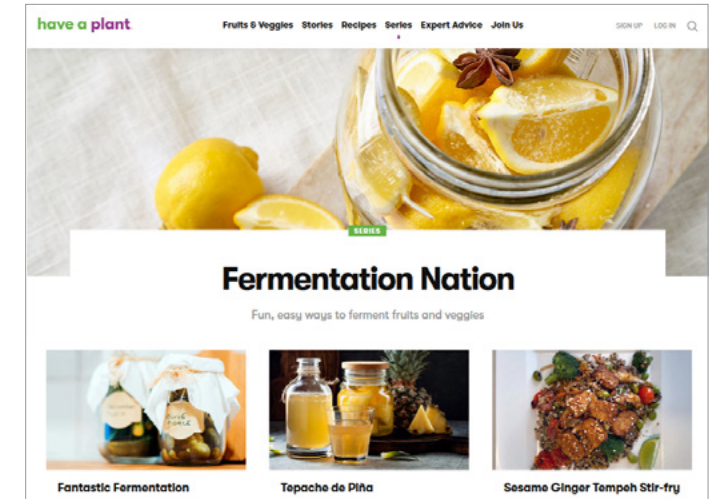 have a plant
Fruits & Veggies Stories Recipes Series Expert Advice Join Us
SIGN UP LOG IN
SERIES
Fermentation Nation
Fun, easy ways to ferment fruits and veggies
Fantastic Fermentation
Tepache de Piña
Sesame Ginger Tempeh Stir-fry